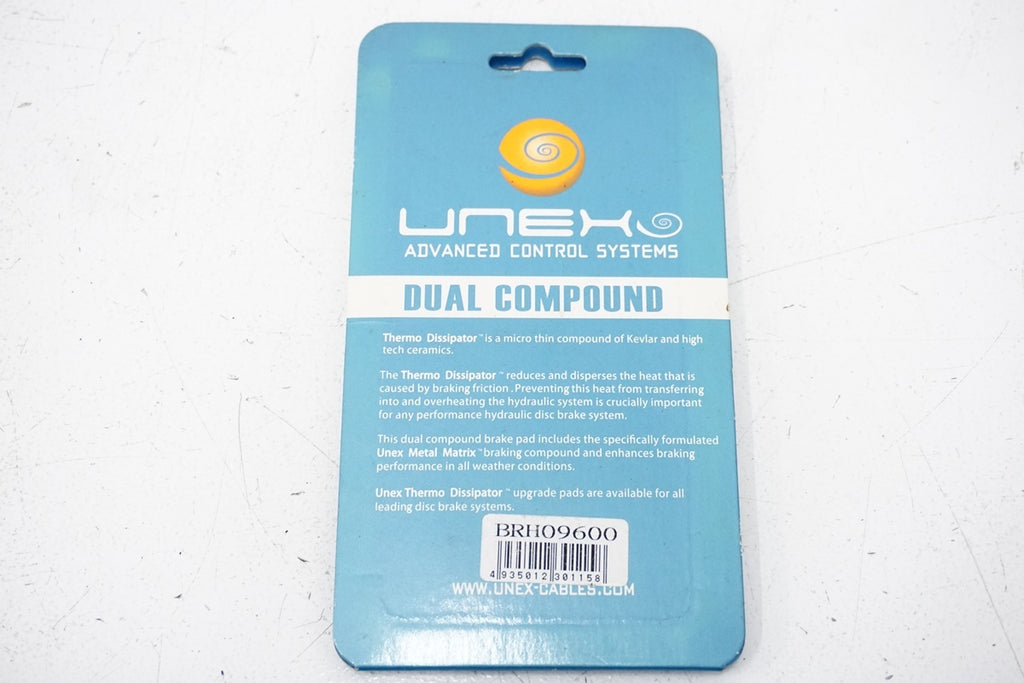 UNEX
ADVANCED CONTROL SYSTEMS
DUAL COMPOUND
Thermo Dissipator™ is a micro thin compound of Kevlar and high
tech ceramics.
The Thermo Dissipator™ reduces and disperses the heat that is
caused by braking friction. Preventing this heat from transferring
into and overheating the hydraulic system is crucially important
for any performance hydraulic disc brake system.
This dual compound brake pad includes the specifically formulated
Unex Metal Matrix™ braking compound and enhances braking
performance in all weather conditions.
Unex Thermo Dissipator™ upgrade pads are available for all
leading disc brake systems.
BRH09600
4 935012 301158
WWW.UNEX-CABLES.COM